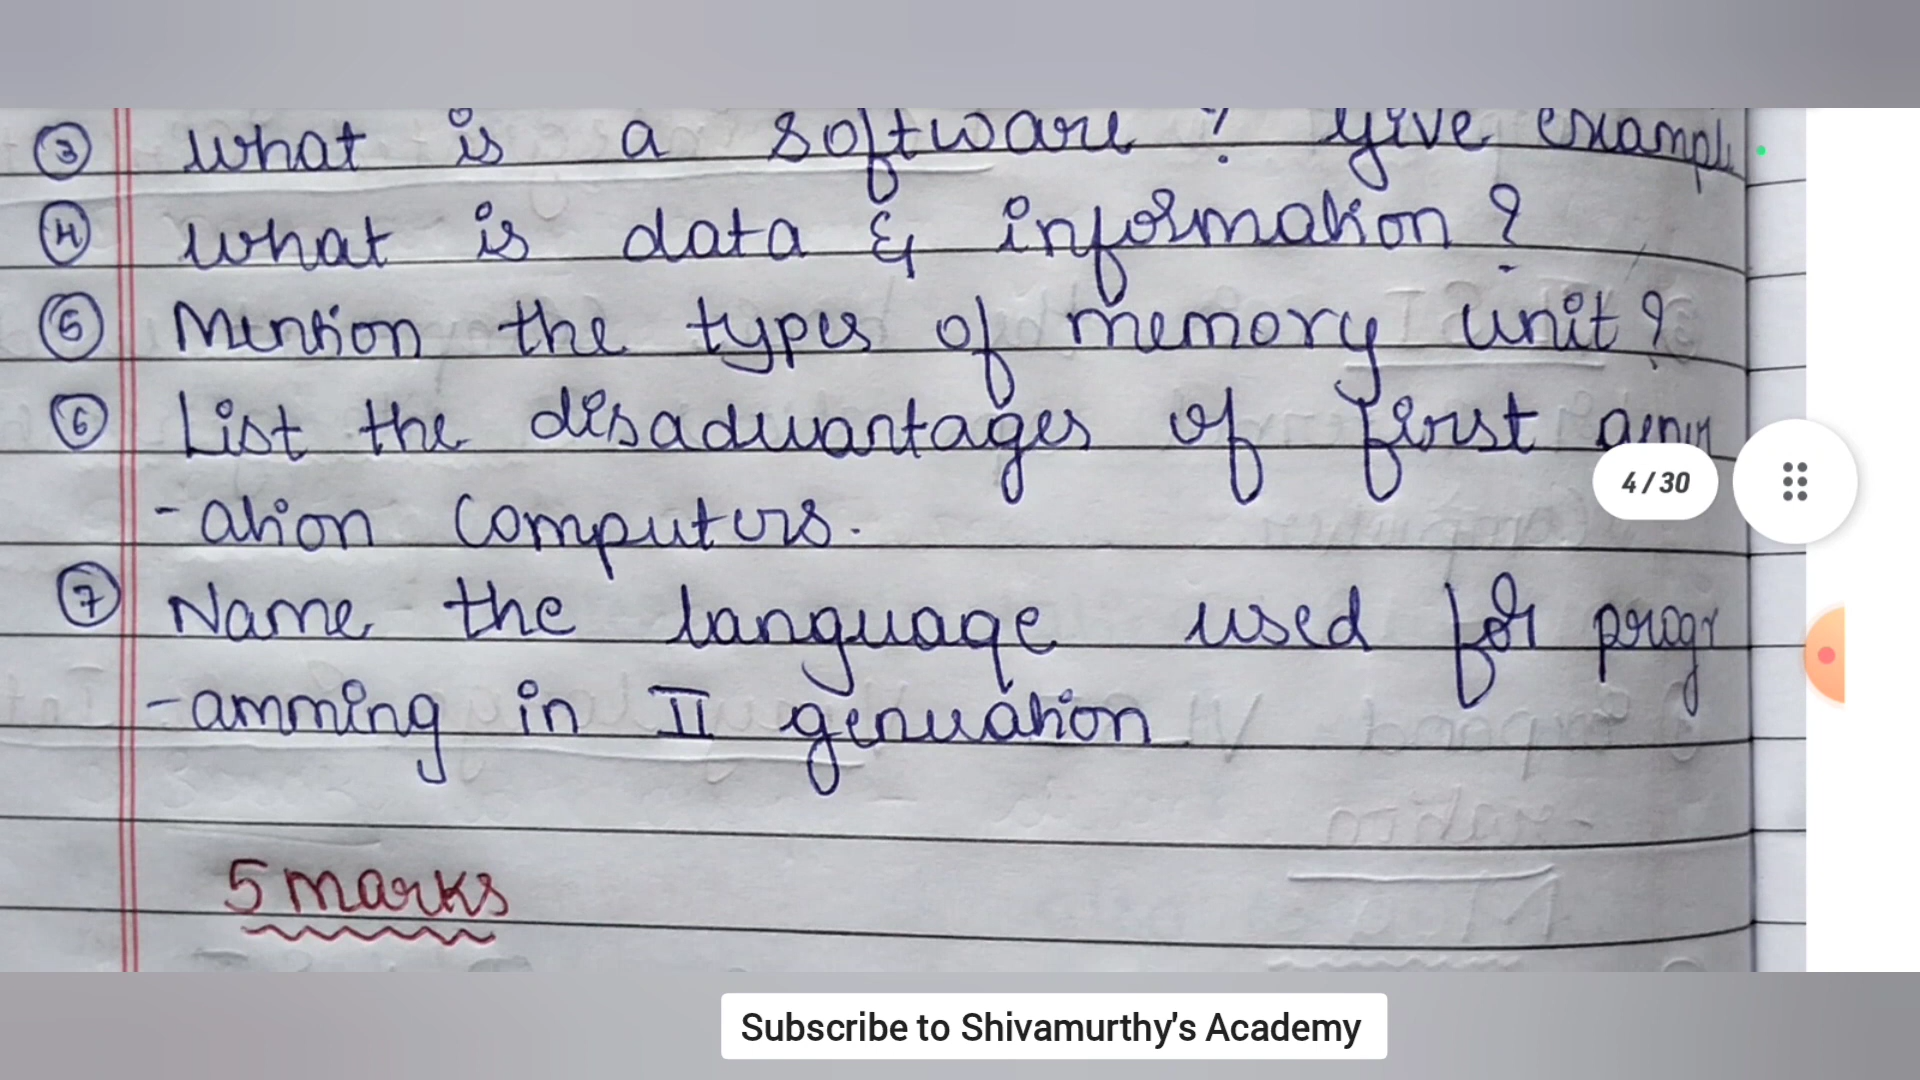 ③ What is a software ? Give exampl
④ What is data & information ?
⑤ Mention the types of memory unit ?
⑥ List the disadvantages of first gener
4/30
-ation computers.
⑦ Name the language used for progr
-amming in II generation
5 marks
Subscribe to Shivamurthy's Academy